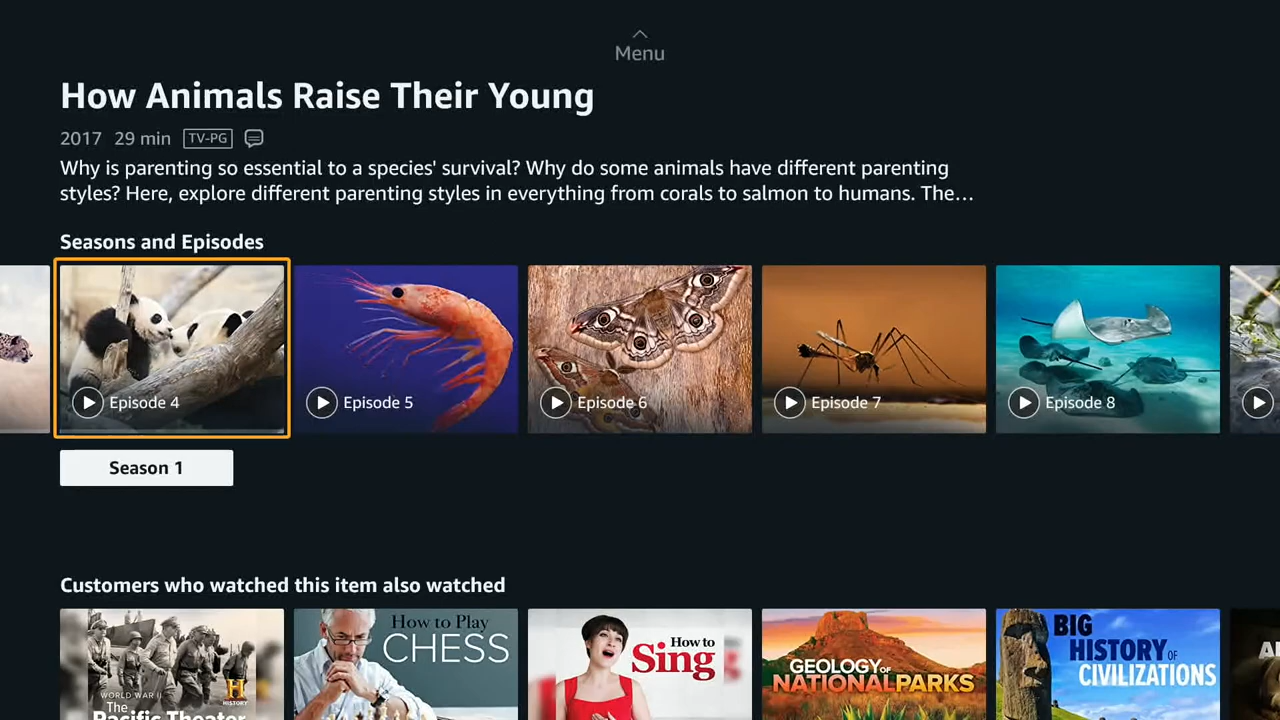 Menu
How Animals Raise Their Young
2017 29 min TV-PG
Why is parenting so essential to a species' survival? Why do some animals have different parenting
styles? Here, explore different parenting styles in everything from corals to salmon to humans. The...
Seasons and Episodes
Episode 4
Episode 5
Episode 6
Episode 7
Episode 8
Season 1
Customers who watched this item also watched
WORLD WAR II
The
Pacific Theater
H
HISTORY
How to Play
CHESS
How to
Sing
GEOLOGY OF
NATIONAL PARKS
BIG
HISTORY OF
CIVILIZATIONS